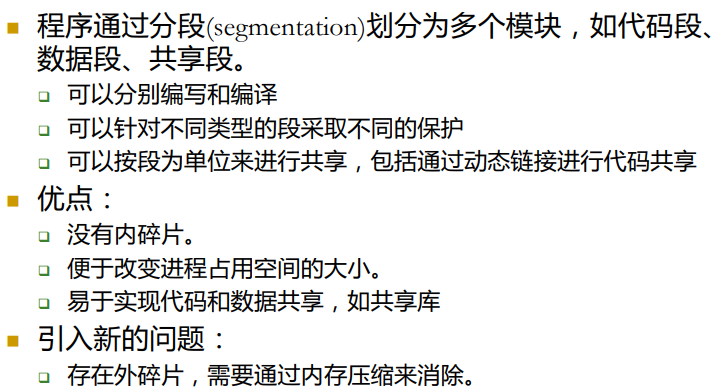 程序通过分段(segmentation)划分为多个模块，如代码段、
数据段、共享段。
可以分别编写和编译
可以针对不同类型的段采取不同的保护
可以按段为单位来进行共享，包括通过动态链接进行代码共享
优点：
没有内碎片。
便于改变进程占用空间的大小。
易于实现代码和数据共享，如共享库
引入新的问题：
存在外碎片，需要通过内存压缩来消除。